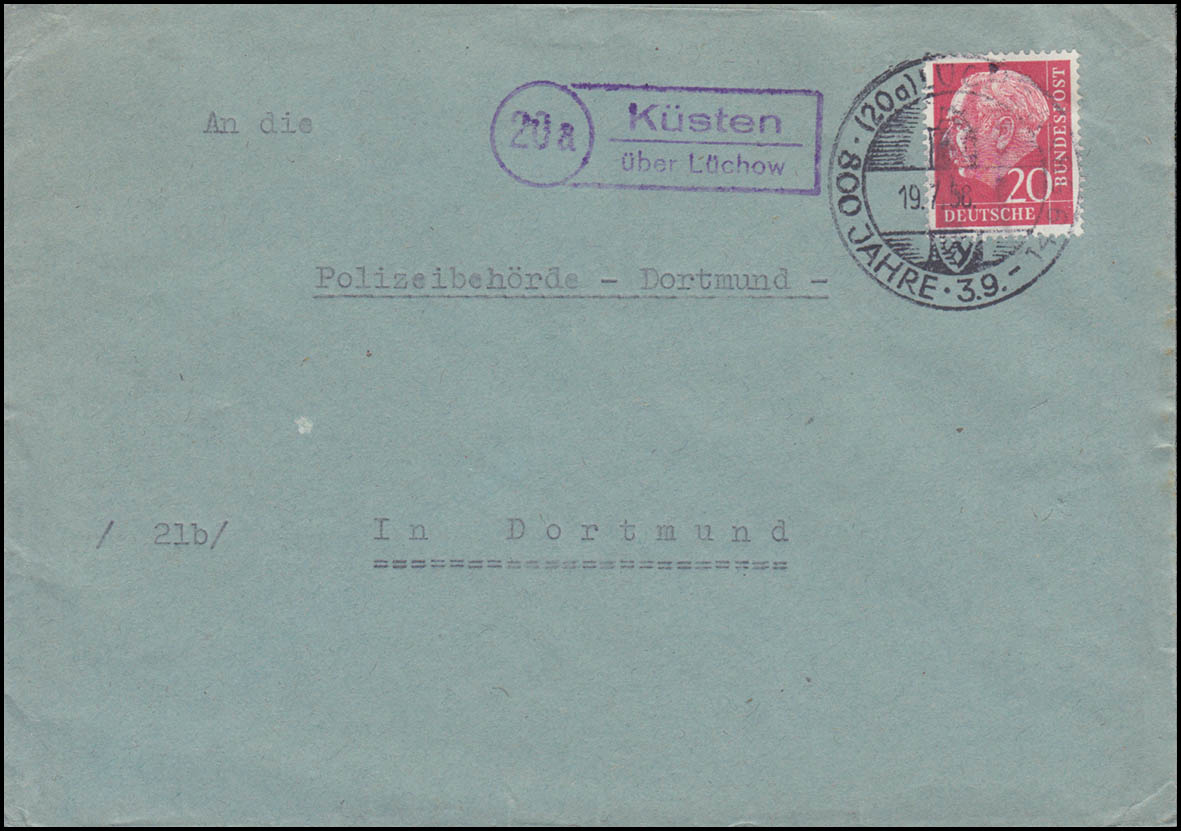 An die
20a
Küsten
über Lüchow
(20a)
800 JAHRE · 3.9. -
19.7.58.
20
DEUTSCHE
BUNDESPOST
Polizeibehörde - Dortmund -
/ 21b/ In Dortmund